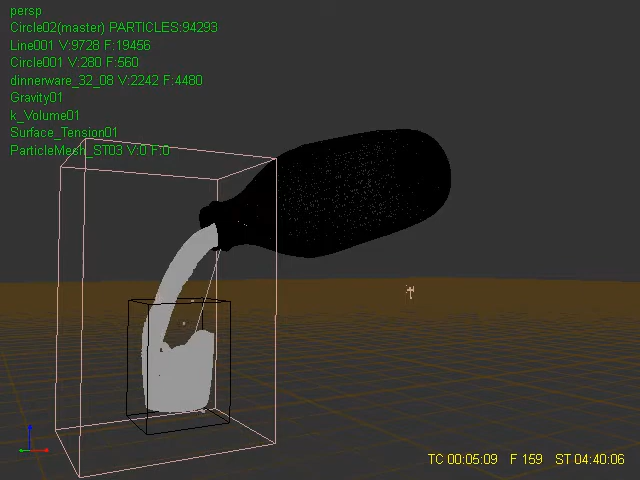 persp
Circle02(master) PARTICLES:94293
Line001 V:9728 F:19456
Circle001 V:280 F:560
dinnerware_32_08 V:2242 F:4480
Gravity01
k_Volume01
Surface_Tension01
ParticleMesh_ST03 V:0 F:0
TC 00:05:09 F 159 ST 04:40:06